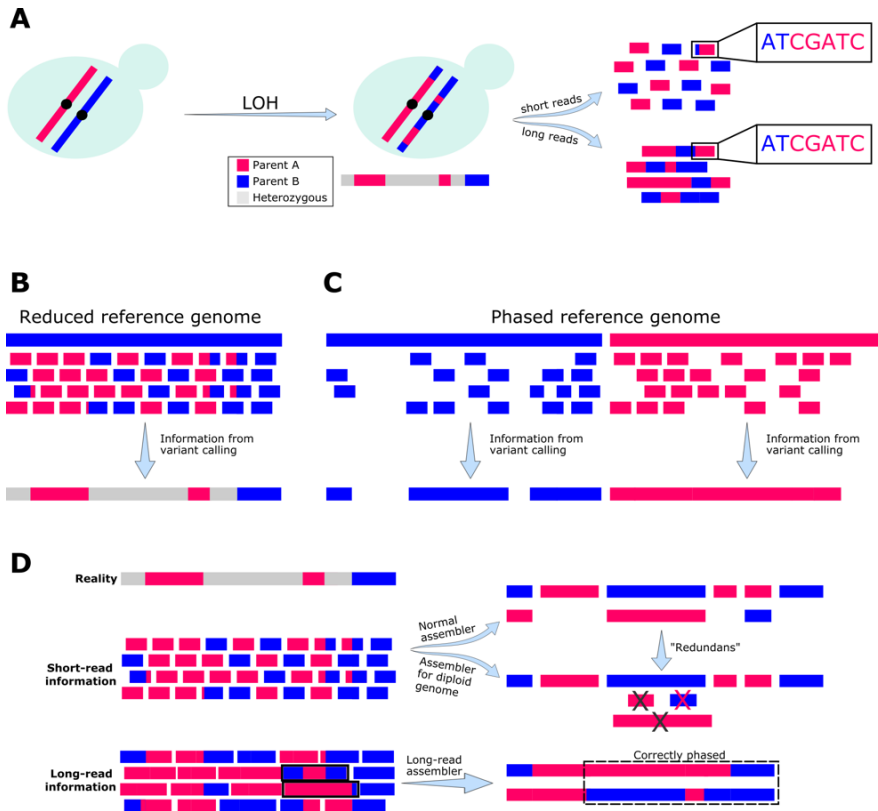 A
LOH
short reads
long reads
ATCGATC
ATCGATC
Parent A
Parent B
Heterozygous
B
C
Reduced reference genome
Phased reference genome
Information from
variant calling
Information from
variant calling
Information from
variant calling
D
Reality
Normal
assembler
"Redundans"
Short-read
information
Assembler
for diploid
genome
X
X
X
Long-read
information
Long-read
assembler
Correctly phased